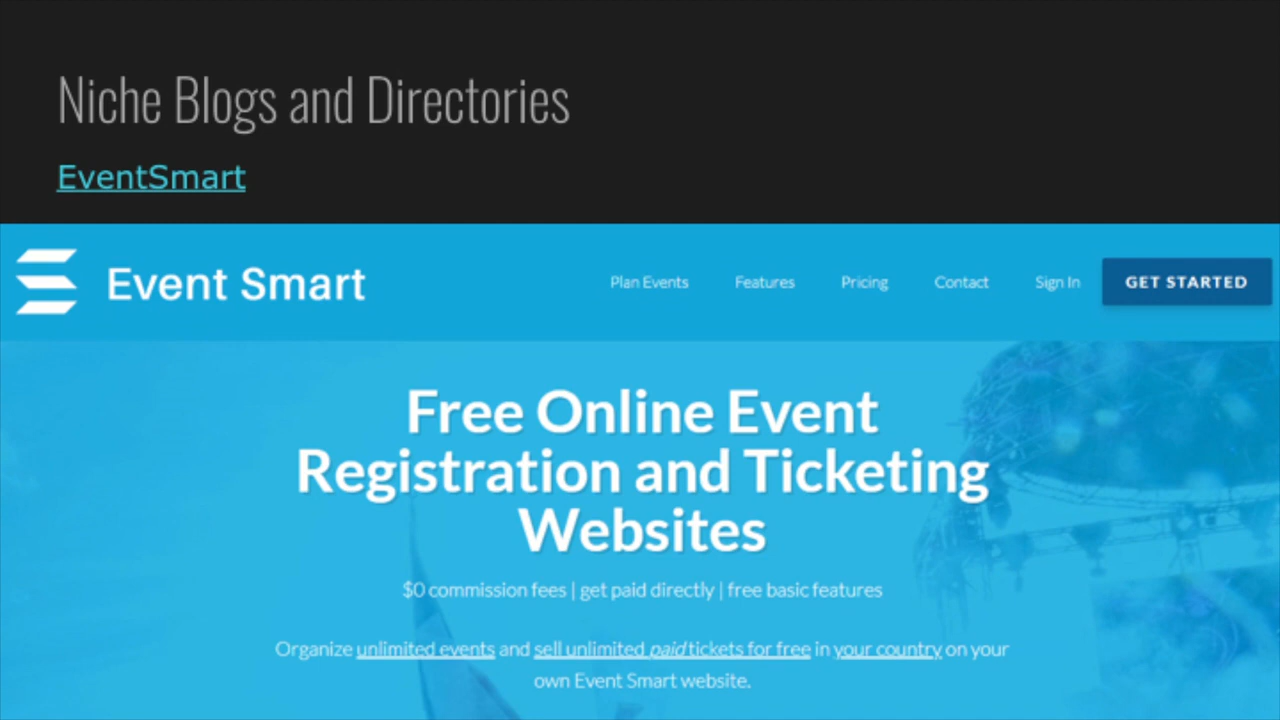 Niche Blogs and Directories
EventSmart
Event Smart
Plan Events Features Pricing Contact Sign In GET STARTED
Free Online Event
Registration and Ticketing
Websites
$0 commission fees | get paid directly | free basic features
Organize unlimited events and sell unlimited paid tickets for free in your country on your
own Event Smart website.